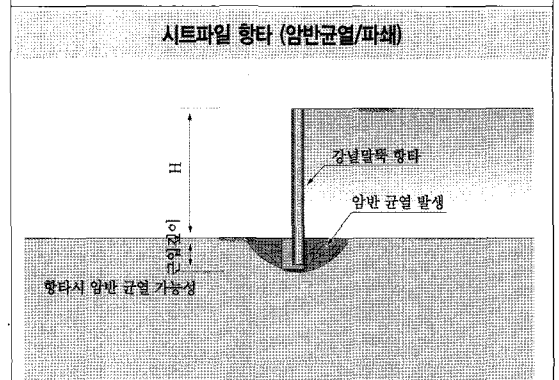 시트파일 항타 (암반균열/파쇄)
강널말뚝 항타
H
암반 균열 발생
근입깊이
항타시 암반 균열 가능성